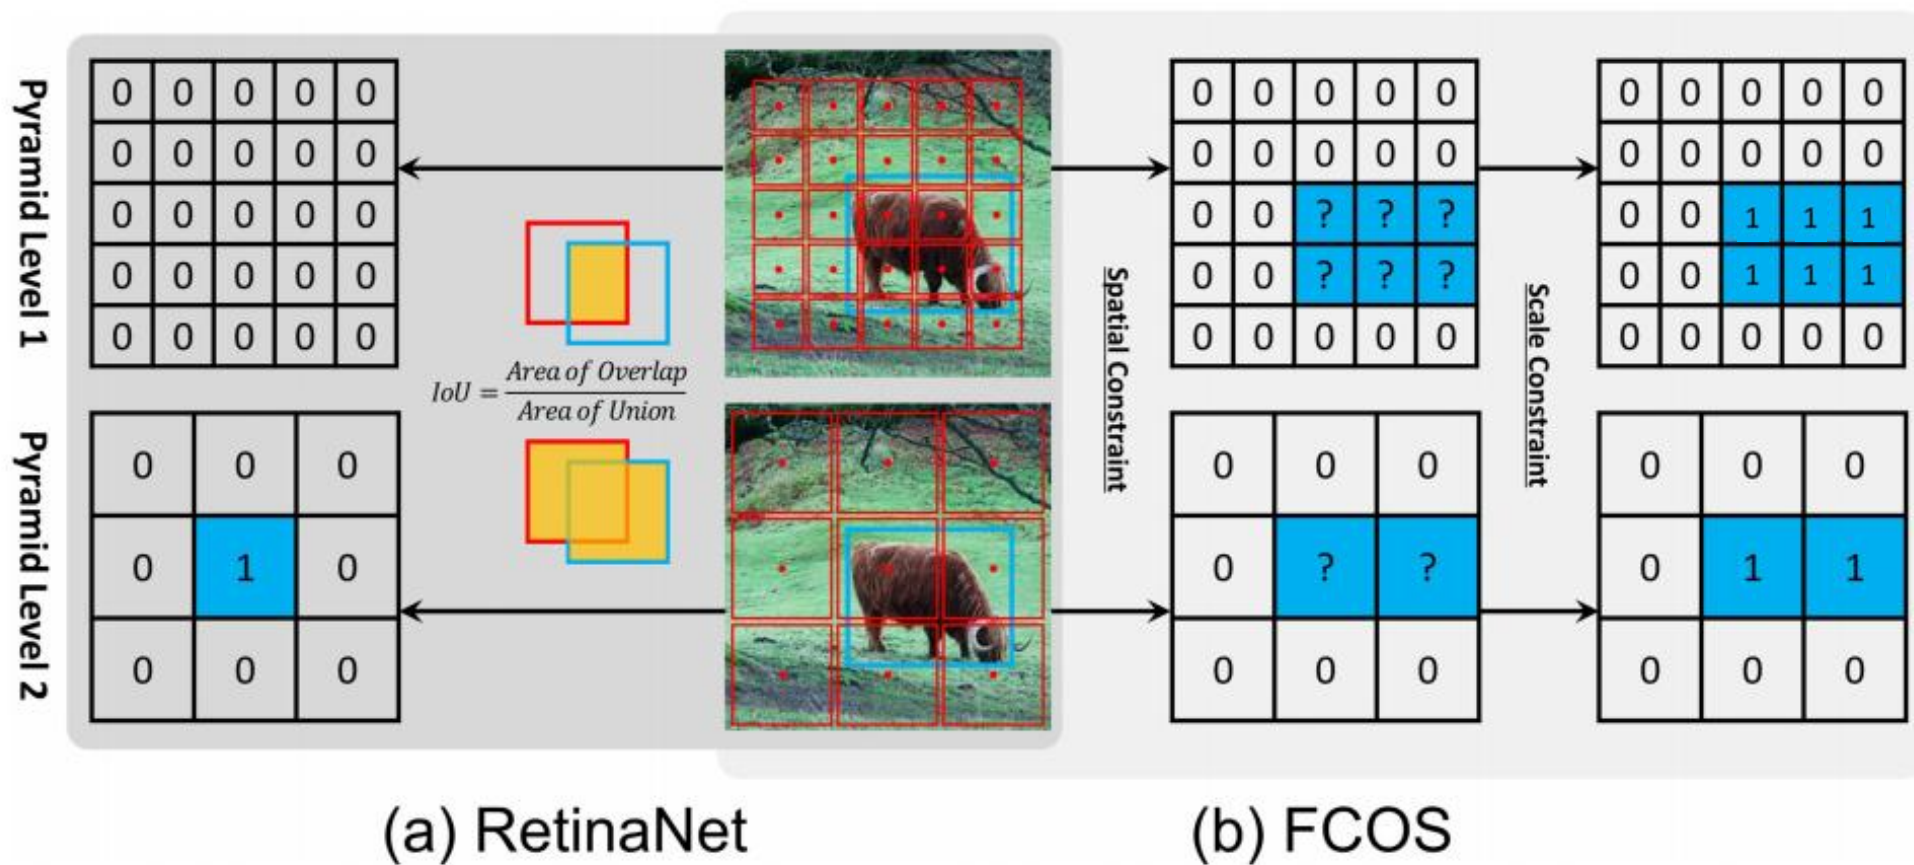 Pyramid Level 1
0 0 0 0 0
0 0 0 0 0
0 0 0 0 0
0 0 0 0 0
0 0 0 0 0
Pyramid Level 2
0 0 0
0 1 0
0 0 0
IoU = Area of Overlap
Area of Union
Spatial Constraint
0 0 0 0 0
0 0 0 0 0
0 0 ? ? ?
0 0 ? ? ?
0 0 0 0 0
0 0 0
0 ? ?
0 0 0
Scale Constraint
0 0 0 0 0
0 0 0 0 0
0 0 1 1 1
0 0 1 1 1
0 0 0 0 0
0 0 0
0 1 1
0 0 0
(a) RetinaNet
(b) FCOS